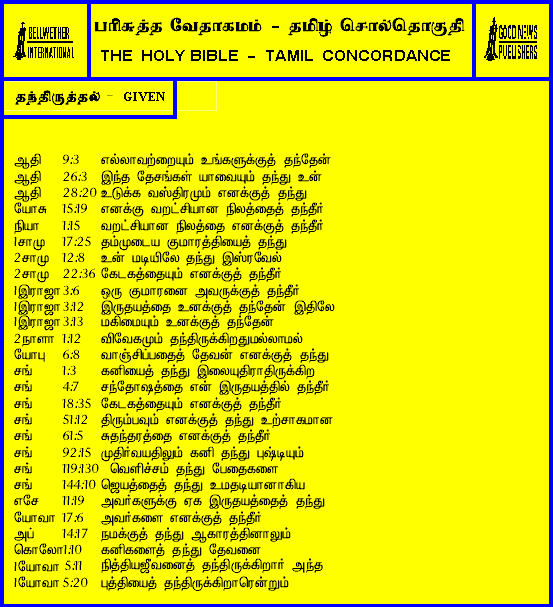 BELLWETHER
INTERNATIONAL
பரிசுத்த வேதாகமம் - தமிழ் சொல்தொகுதி
THE HOLY BIBLE - TAMIL CONCORDANCE
GOOD NEWS
PUBLISHERS
தந்திருத்தல் - GIVEN
ஆதி 9:3 எல்லாவற்றையும் உங்களுக்குத் தந்தேன்
ஆதி 26:3 இந்த தேசங்கள் யாவையும் தந்து உன்
ஆதி 28:20 உடுக்க வஸ்திரமும் எனக்குத் தந்து
யோசு 15:19 எனக்கு வறட்சியான நிலத்தைத் தந்தீர்
நியா 1:15 வறட்சியான நிலத்தை எனக்குத் தந்தீர்
1சாமு 17:25 தம்முடைய குமாரத்தியைத் தந்து
2சாமு 12:8 உன் மடியிலே தந்து இஸ்ரவேல்
2சாமு 22:36 கேடகத்தையும் எனக்குத் தந்தீர்
1இராஜா 3:6 ஒரு குமாரனை அவருக்குத் தந்தீர்
1இராஜா 3:12 இருதயத்தை உனக்குத் தந்தேன் இதிலே
1இராஜா 3:13 மகிமையும் உனக்குத் தந்தேன்
2நாளா 1:12 விவேகமும் தந்திருக்கிறதுமல்லாமல்
யோபு 6:8 வாஞ்சிப்பதைத் தேவன் எனக்குத் தந்து
சங் 1:3 கனியைத் தந்து இலையுதிராதிருக்கிற
சங் 4:7 சந்தோஷத்தை என் இருதயத்தில் தந்தீர்
சங் 18:35 கேடகத்தையும் எனக்குத் தந்தீர்
சங் 51:12 திரும்பவும் எனக்குத் தந்து உற்சாகமான
சங் 61:5 சுதந்தரத்தை எனக்குத் தந்தீர்
சங் 92:15 முதிர்வயதிலும் கனி தந்து புஷ்டியும்
சங் 119:130 வெளிச்சம் தந்து பேதைகளை
சங் 144:10 ஜெயத்தைத் தந்து உமதடியானாகிய
எசே 11:19 அவர்களுக்கு ஏக இருதயத்தைத் தந்து
யோவா 17:6 அவர்களை எனக்குத் தந்தீர்
அப் 14:17 நமக்குத் தந்து ஆகாரத்தினாலும்
கொலோ1:10 கனிகளைத் தந்து தேவனை
1யோவா 5:11 நித்தியஜீவனைத் தந்திருக்கிறார் அந்த
1யோவா 5:20 புத்தியைத் தந்திருக்கிறாரென்றும்